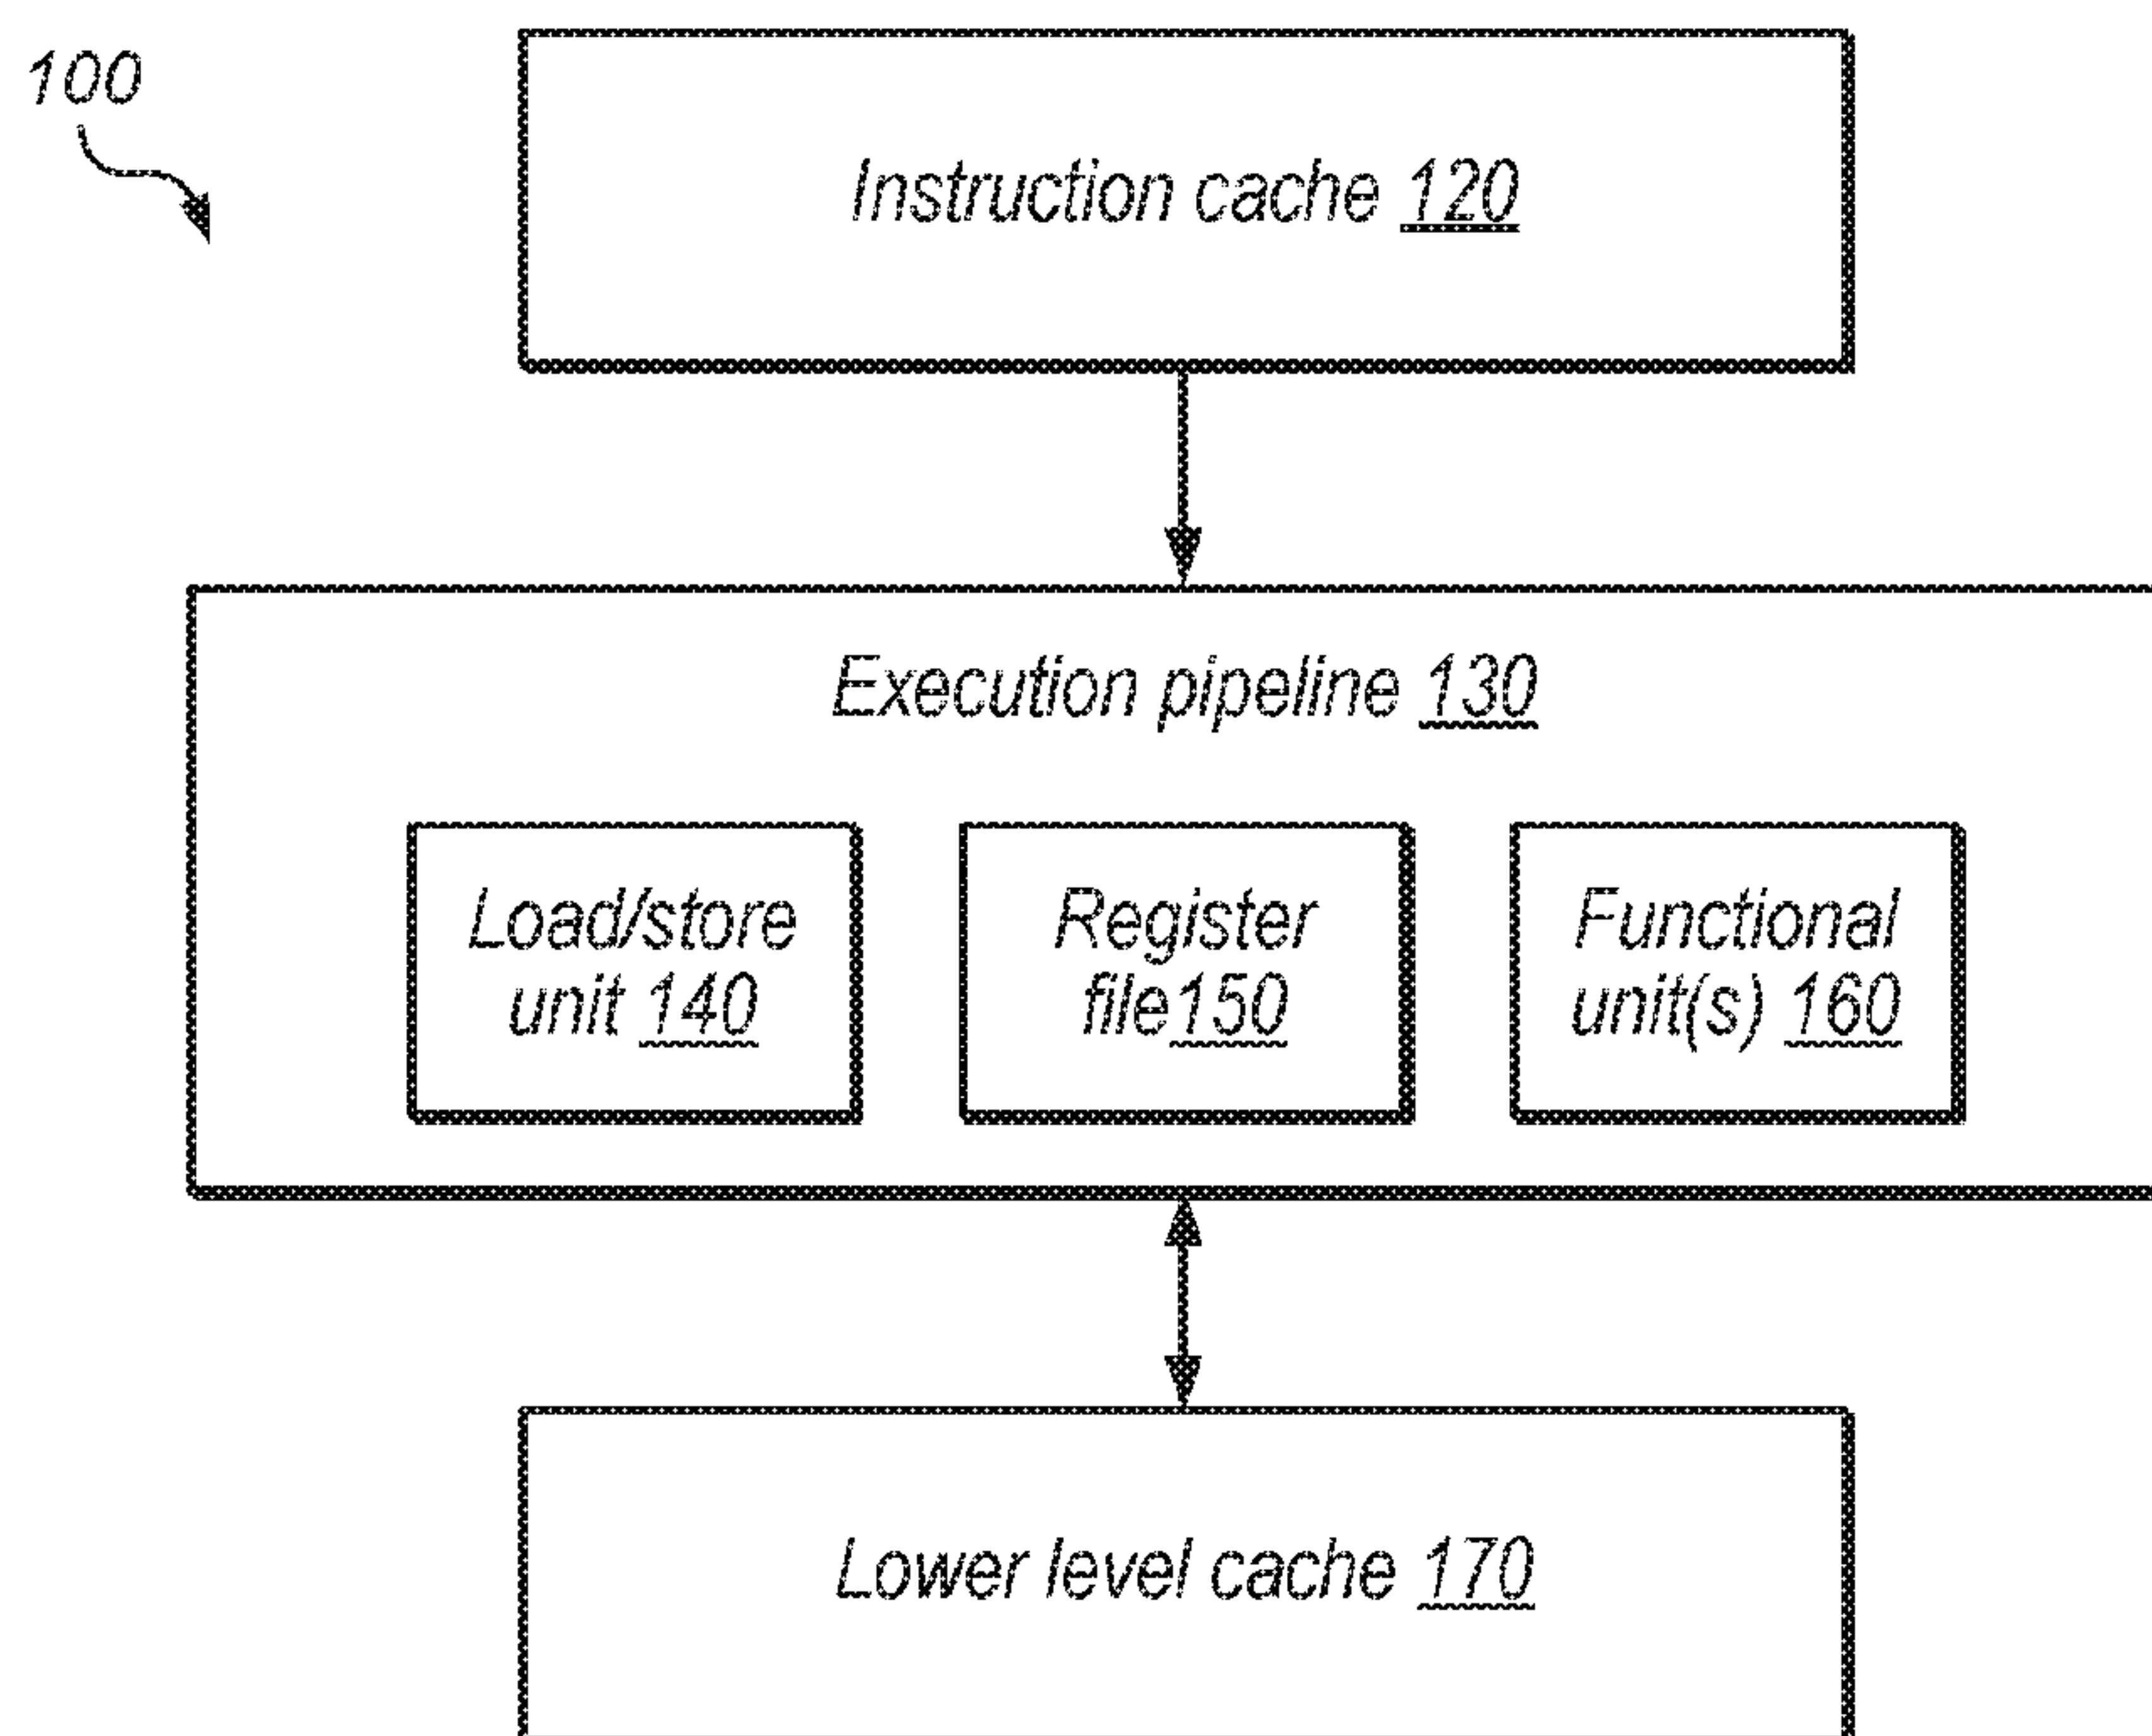 100
Instruction cache 120
Execution pipeline 130
Load/store
unit 140
Register
file150
Functional
unit(s) 160
Lower level cache 170